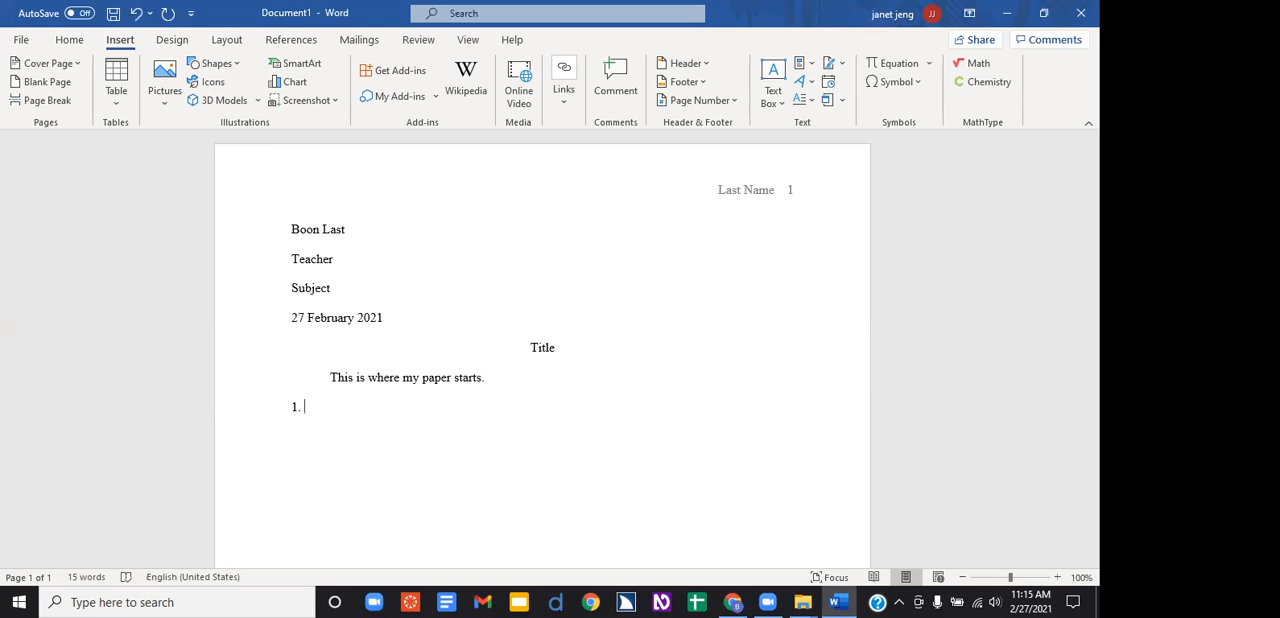 AutoSave Off Document1 - Word Search janet jeng JJ
File Home Insert Design Layout References Mailings Review View Help Share Comments
Cover Page
Blank Page
Page Break
Pages
Table
Tables
Pictures
Shapes
Icons
3D Models
SmartArt
Chart
Screenshot
Illustrations
Get Add-ins
My Add-ins
W
Wikipedia
Add-ins
Online
Video
Media
Links
Comment
Comments
Header
Footer
Page Number
Header & Footer
A
Text
Box
Text
Equation
Symbol
Symbols
Math
Chemistry
MathType
Last Name 1
Boon Last
Teacher
Subject
27 February 2021
Title
This is where my paper starts.
1.
Page 1 of 1 15 words English (United States) Focus 100%
Type here to search
11:15 AM
2/27/2021